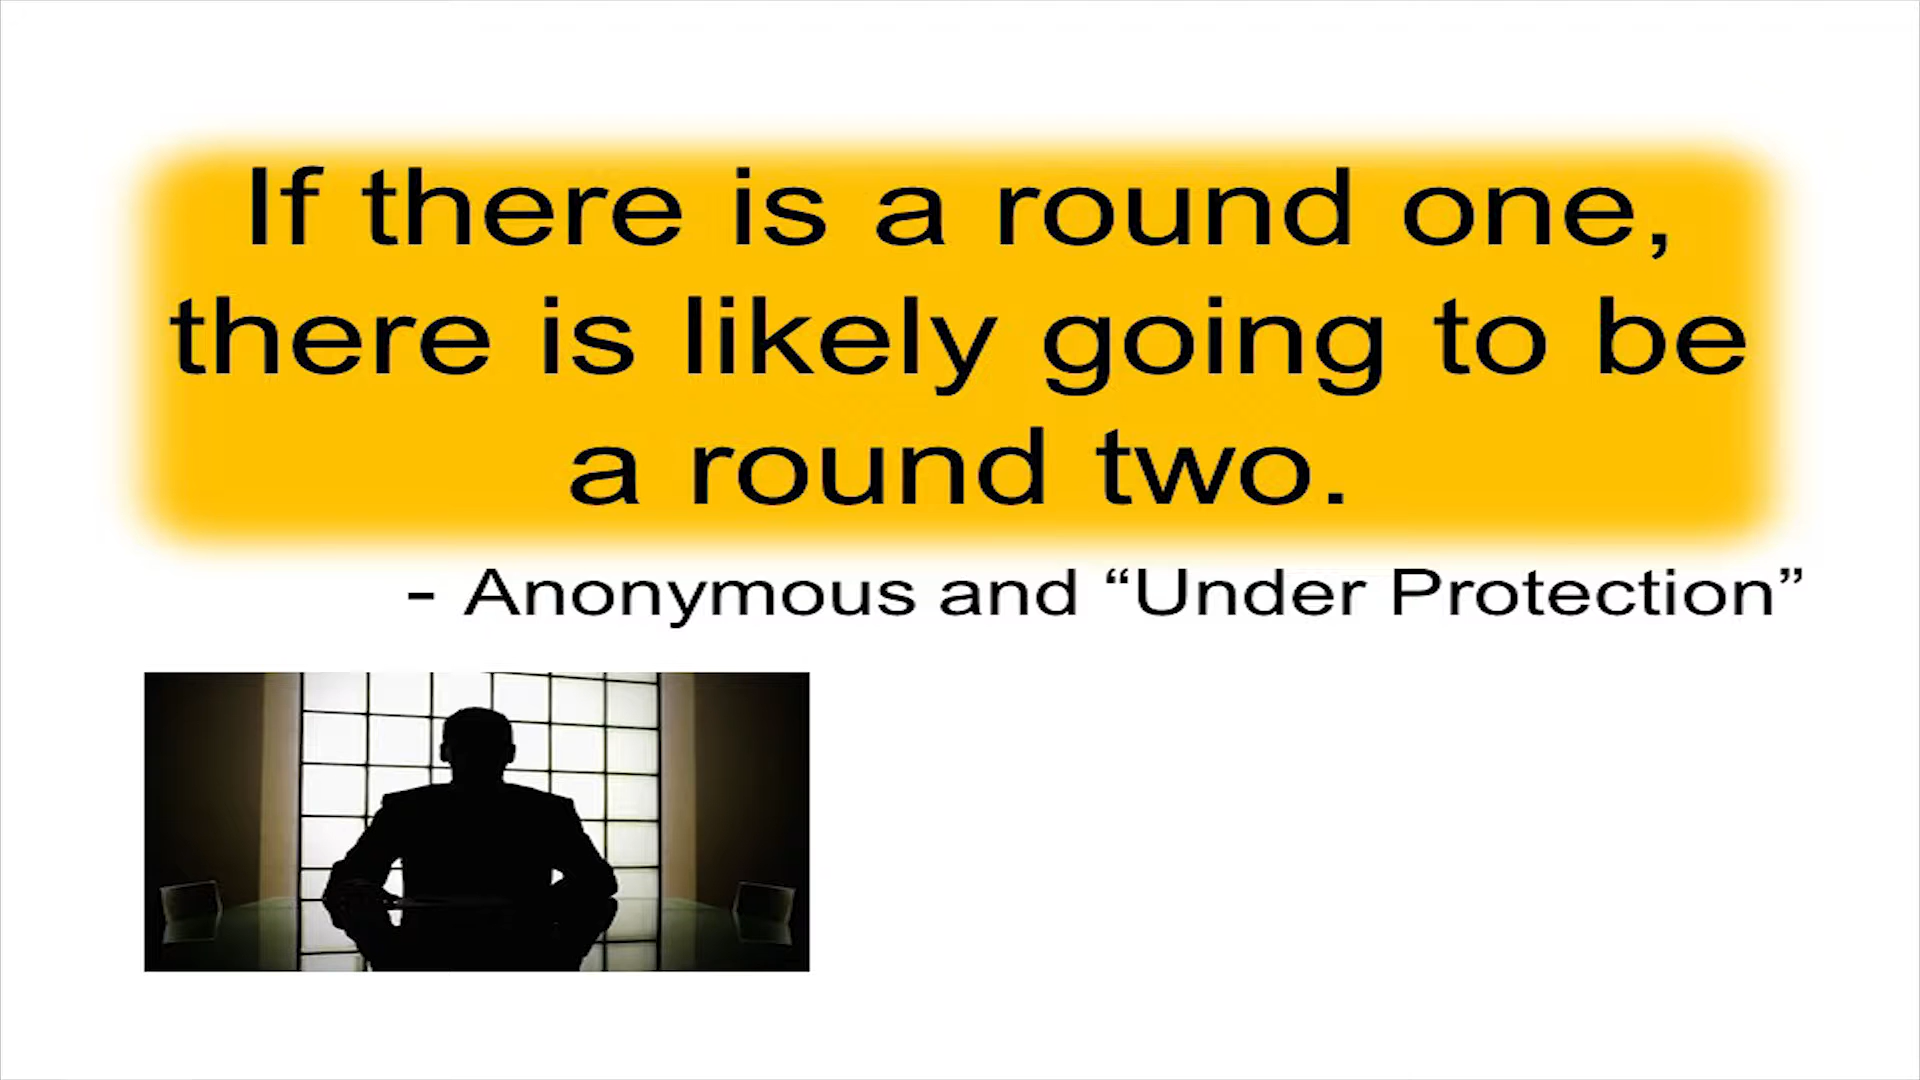 If there is a round one,
there is likely going to be
a round two.
- Anonymous and “Under Protection”